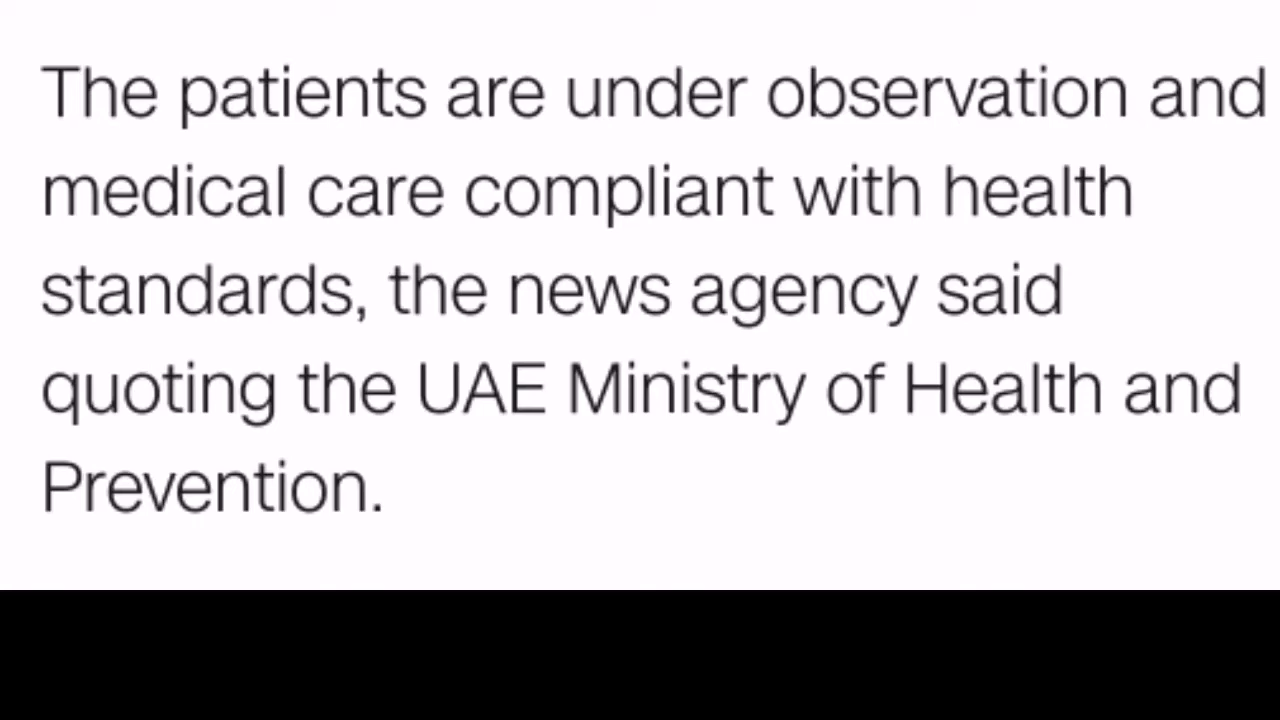 The patients are under observation and
medical care compliant with health
standards, the news agency said
quoting the UAE Ministry of Health and
Prevention.